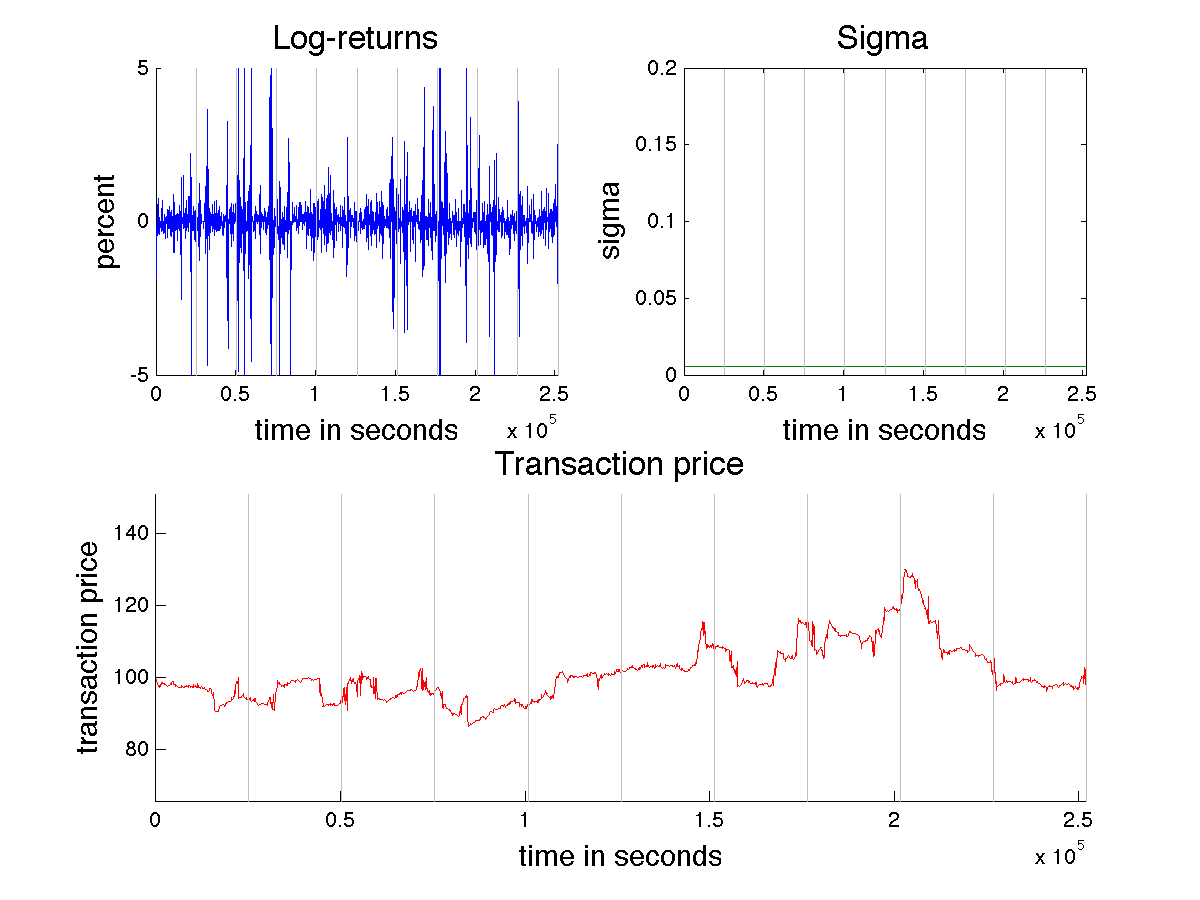 Log-returns
5
0
-5
percent
0 0.5 1 1.5 2 2.5
x 10^5
time in seconds
Sigma
0.2
0.15
0.1
0.05
0
sigma
0 0.5 1 1.5 2 2.5
x 10^5
time in seconds
Transaction price
140
120
100
80
transaction price
0 0.5 1 1.5 2 2.5
x 10^5
time in seconds